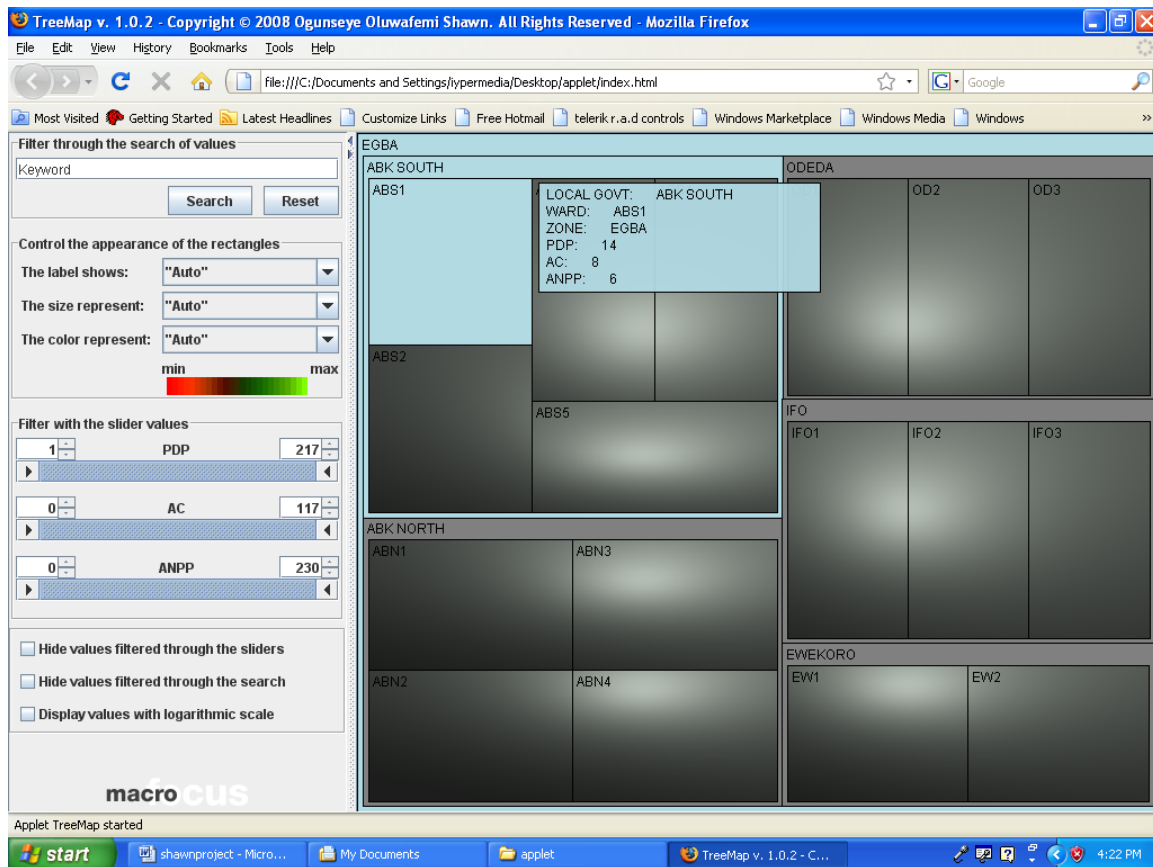 TreeMap v. 1.0.2 - Copyright © 2008 Ogunseye Oluwafemi Shawn. All Rights Reserved - Mozilla Firefox
File Edit View History Bookmarks Tools Help
file:///C:/Documents and Settings/iypermedia/Desktop/applet/index.html
G Google
Most Visited Getting Started Latest Headlines Customize Links Free Hotmail telerik r.a.d controls Windows Marketplace Windows Media Windows »
Filter through the search of values
Keyword
Search Reset
Control the appearance of the rectangles
The label shows: "Auto"
The size represent: "Auto"
The color represent: "Auto"
min max
Filter with the slider values
1 PDP 217
0 AC 117
0 ANPP 230
Hide values filtered through the sliders
Hide values filtered through the search
Display values with logarithmic scale
macrofocus
EGBA
ABK SOUTH
ABS1
LOCAL GOVT: ABK SOUTH
WARD: ABS1
ZONE: EGBA
PDP: 14
AC: 8
ANPP: 6
ABS2
ABS5
ABK NORTH
ABN1 ABN3
ABN2 ABN4
ODEDA
OD2 OD3
IFO
IFO1 IFO2 IFO3
EWEKORO
EW1 EW2
Applet TreeMap started
start shawnproject - Micro... My Documents applet TreeMap v. 1.0.2 - C... 4:22 PM